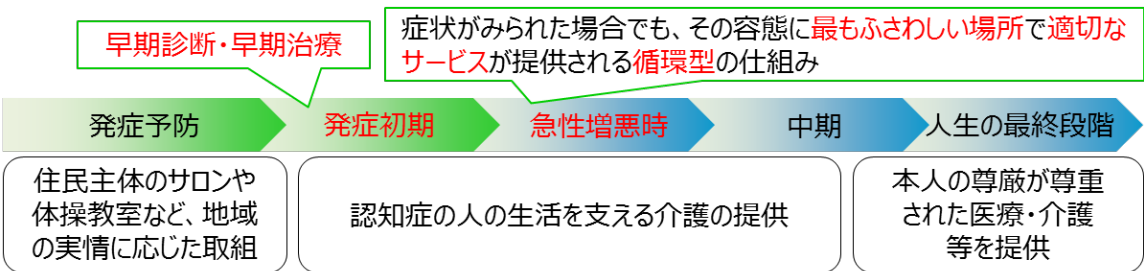 早期診断・早期治療
症状がみられた場合でも、その容態に最もふさわしい場所で適切な
サービスが提供される循環型の仕組み
発症予防
発症初期
急性増悪時
中期
人生の最終段階
住民主体のサロンや
体操教室など、地域
の実情に応じた取組
認知症の人の生活を支える介護の提供
本人の尊厳が尊重
された医療・介護
等を提供